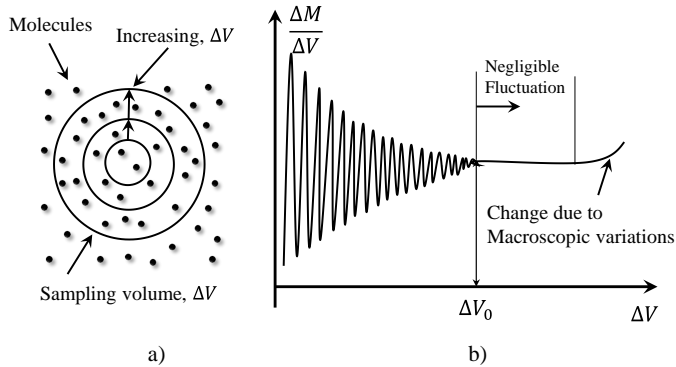 Molecules
Increasing, ΔV
Sampling volume, ΔV
a)
ΔM
ΔV
Negligible
Fluctuation
Change due to
Macroscopic variations
ΔV₀
ΔV
b)